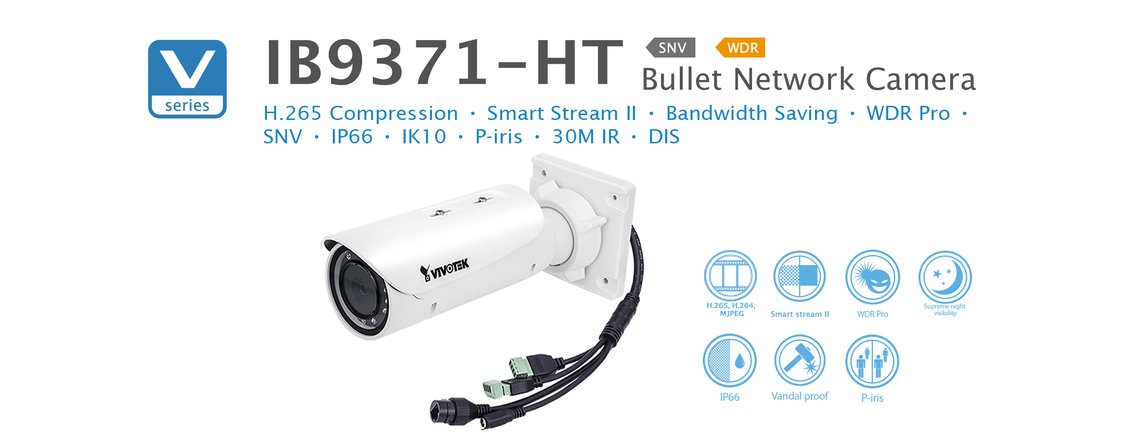 V
series
IB9371-HT
SNV
WDR
Bullet Network Camera
H.265 Compression · Smart Stream II · Bandwidth Saving · WDR Pro ·
SNV · IP66 · IK10 · P-iris · 30M IR · DIS
VIVOTEK
H.265, H.264,
MJPEG
Smart stream II
WDR Pro
Supreme night
visibility
IP66
Vandal proof
P-iris